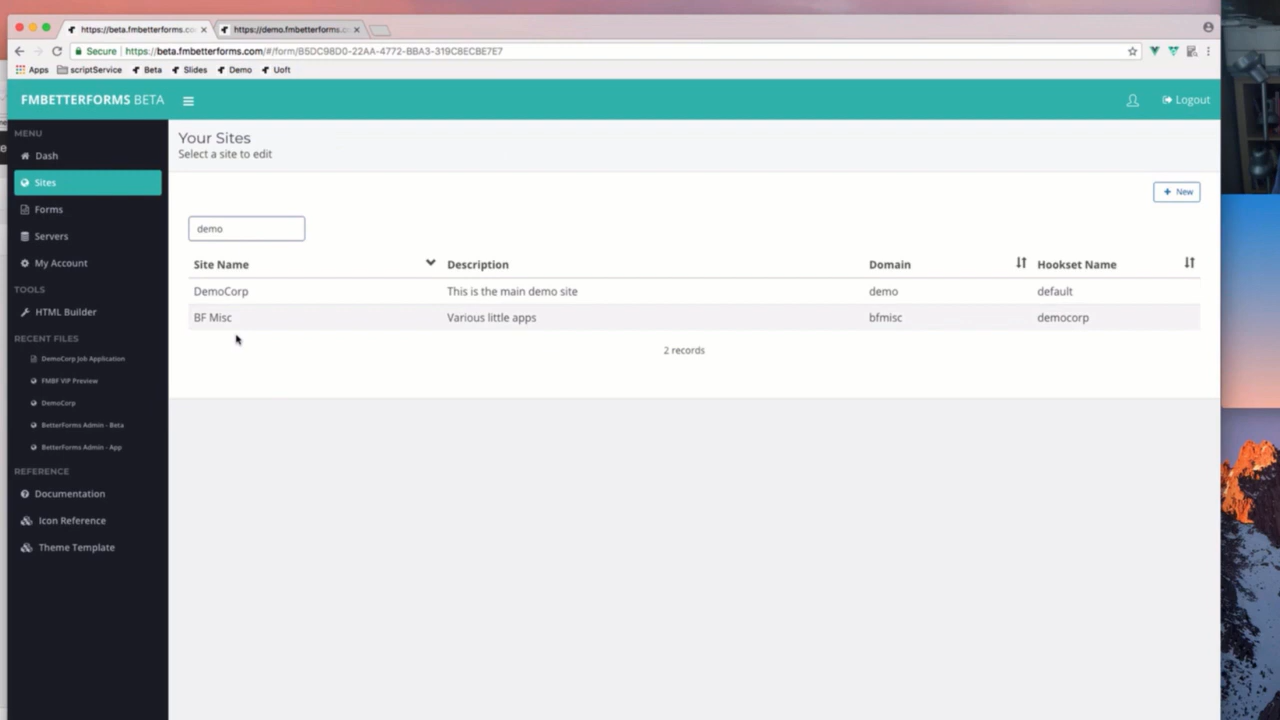 https://beta.fmbetterforms.co
https://demo.fmbetterforms.c
Secure https://beta.fmbetterforms.com/#/form/B5DC98D0-22AA-4772-BBA3-319C8ECBE7E7
Apps scriptService Beta Slides Demo Uoft
FMBETTERFORMS BETA
Logout
MENU
Dash
Sites
Forms
Servers
My Account
TOOLS
HTML Builder
RECENT FILES
DemoCorp Job Application
FMBF VIP Preview
DemoCorp
BetterForms Admin - Beta
BetterForms Admin - App
REFERENCE
Documentation
Icon Reference
Theme Template
Your Sites
Select a site to edit
+ New
demo
Site Name Description Domain Hookset Name
DemoCorp This is the main demo site demo default
BF Misc Various little apps bfmisc democorp
2 records